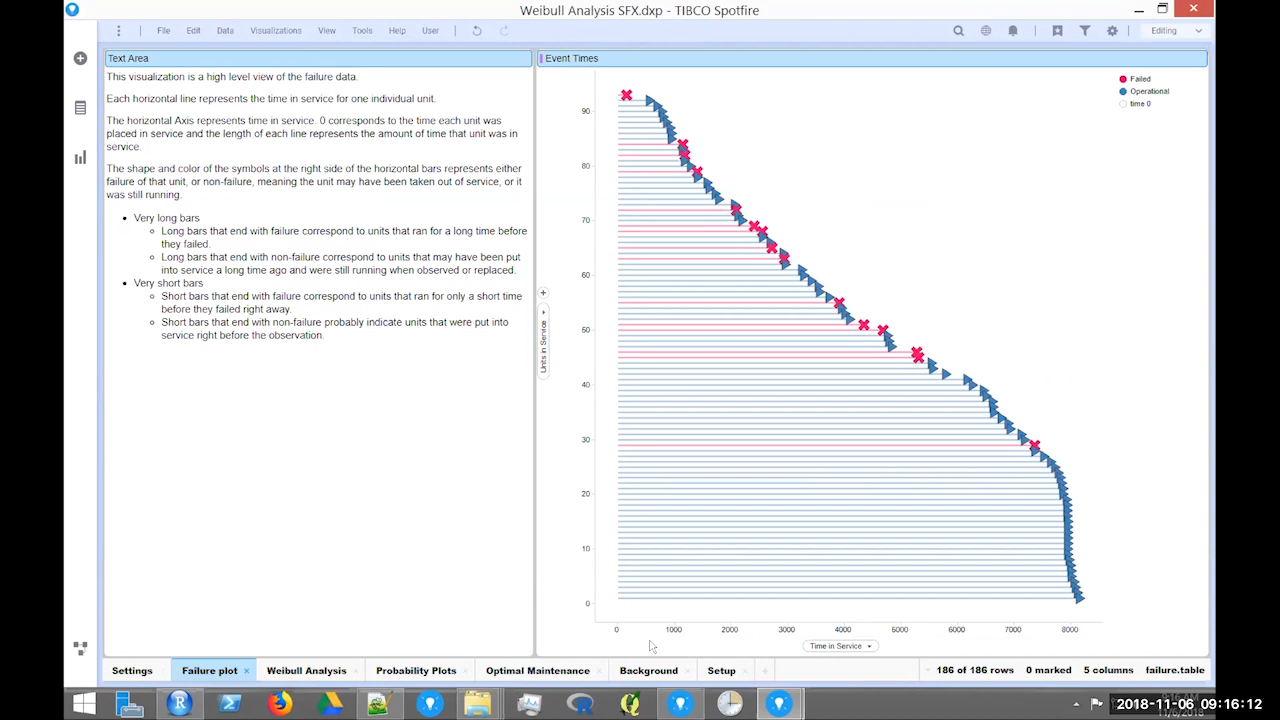 Weibull Analysis SFX.dxp - TIBCO Spotfire
File Edit Data Visualizations View Tools Help User Editing
Text Area
This visualization is a high level view of the failure data.
Each horizontal line represents the time in service for one individual unit.
The horizontal Axis represents time in service. 0 corresponds to the time each unit was
placed in service and the length of each line represents the amount of time that unit was in
service.
The shape and color of the symbols at the right side of the horizontal bars represents either
failure of that unit, or non-failure, meaning the unit may have been taken out of service, or it
was still running.
• Very long bars
Long bars that end with failure correspond to units that ran for a long time before
they failed.
Long bars that end with non-failure correspond to units that may have been put
into service a long time ago and were still running when observed or replaced.
• Very short bars
Short bars that end with failure correspond to units that ran for only a short time
before they failed right away.
Short bars that end with non-failure probably indicate units that were put into
service right before the observation.
Event Times
Failed
Operational
time 0
90
80
70
60
50
40
30
20
10
0
Units in Service
0 1000 2000 3000 4000 5000 6000 7000 8000
Time in Service
Settings Failure plot Weibull Analysis Probability Plots Optimal Maintenance Background Setup
186 of 186 rows 0 marked 5 columns failure.table
9:16 AM
11/6/2018
2018-11-06 09:16:12